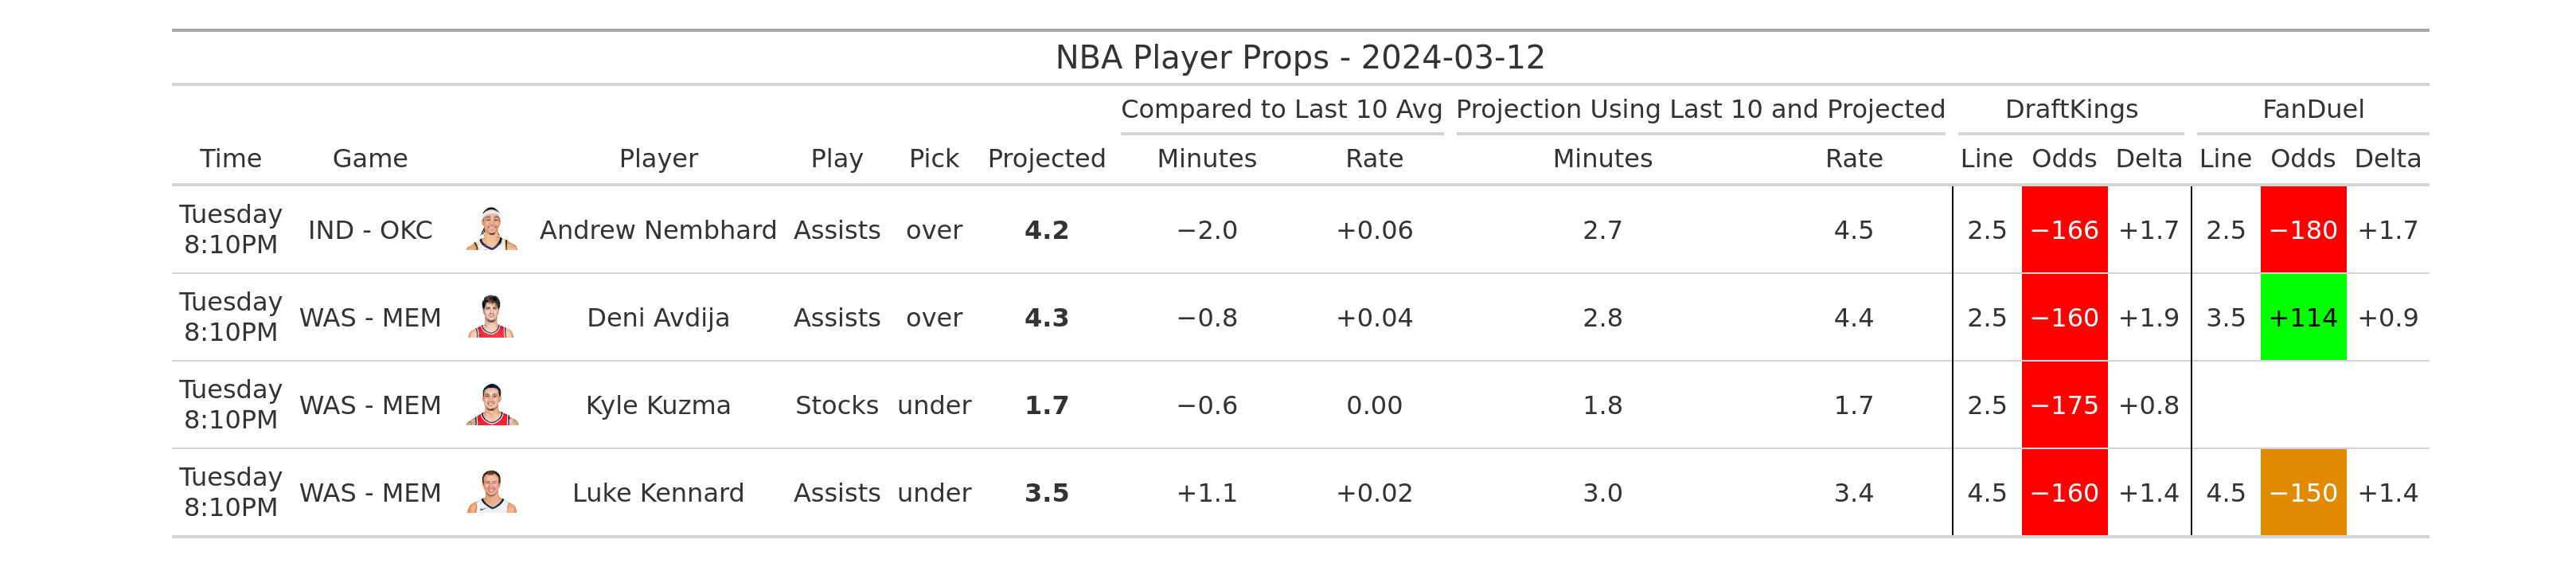 NBA Player Props - 2024-03-12
Compared to Last 10 Avg Projection Using Last 10 and Projected DraftKings FanDuel
Time Game Player Play Pick Projected Minutes Rate Minutes Rate Line Odds Delta Line Odds Delta
Tuesday
8:10PM IND - OKC Andrew Nembhard Assists over 4.2 −2.0 +0.06 2.7 4.5 2.5 −166 +1.7 2.5 −180 +1.7
Tuesday
8:10PM WAS - MEM Deni Avdija Assists over 4.3 −0.8 +0.04 2.8 4.4 2.5 −160 +1.9 3.5 +114 +0.9
Tuesday
8:10PM WAS - MEM Kyle Kuzma Stocks under 1.7 −0.6 0.00 1.8 1.7 2.5 −175 +0.8
Tuesday
8:10PM WAS - MEM Luke Kennard Assists under 3.5 +1.1 +0.02 3.0 3.4 4.5 −160 +1.4 4.5 −150 +1.4